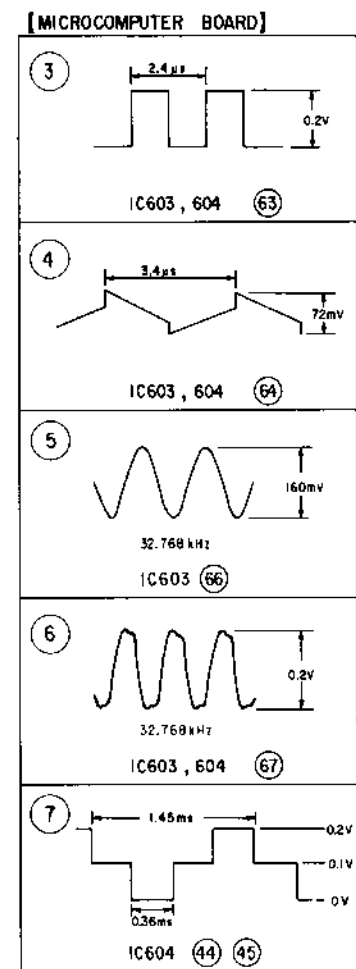 [MICROCOMPUTER BOARD]
3
2.4μs
0.2V
IC603, 604 63
4
3.4μs
72mV
IC603, 604 64
5
160mV
32.768kHz
IC603 66
6
0.2V
32.768kHz
IC603, 604 67
7
1.45ms
0.2V
0.1V
0V
0.36ms
IC604 44 45